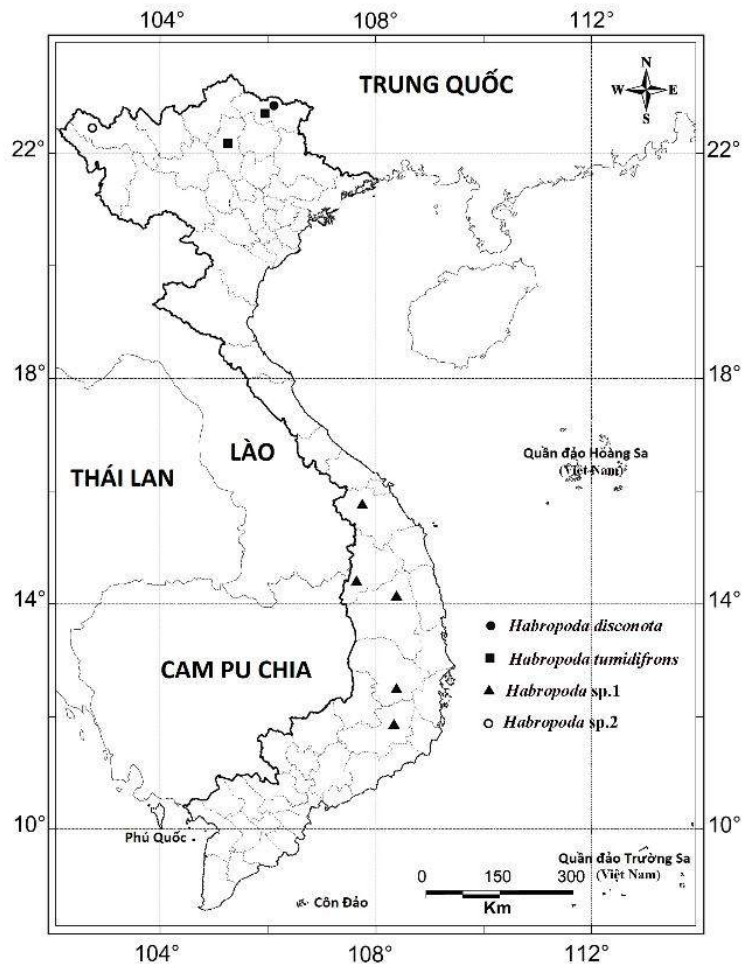 104° 108° 112°
TRUNG QUỐC
N
W E
S
22° 22°
18° 18°
Quần đảo Hoàng Sa
(Việt Nam)
LÀO
THÁI LAN
14° 14°
Habropoda disconota
Habropoda tumidifrons
CAM PU CHIA
Habropoda sp.1
Habropoda sp.2
10° 10°
Phú Quốc
Quần đảo Trường Sa
(Việt Nam)
0 150 300
Km
Côn Đảo
104° 108° 112°